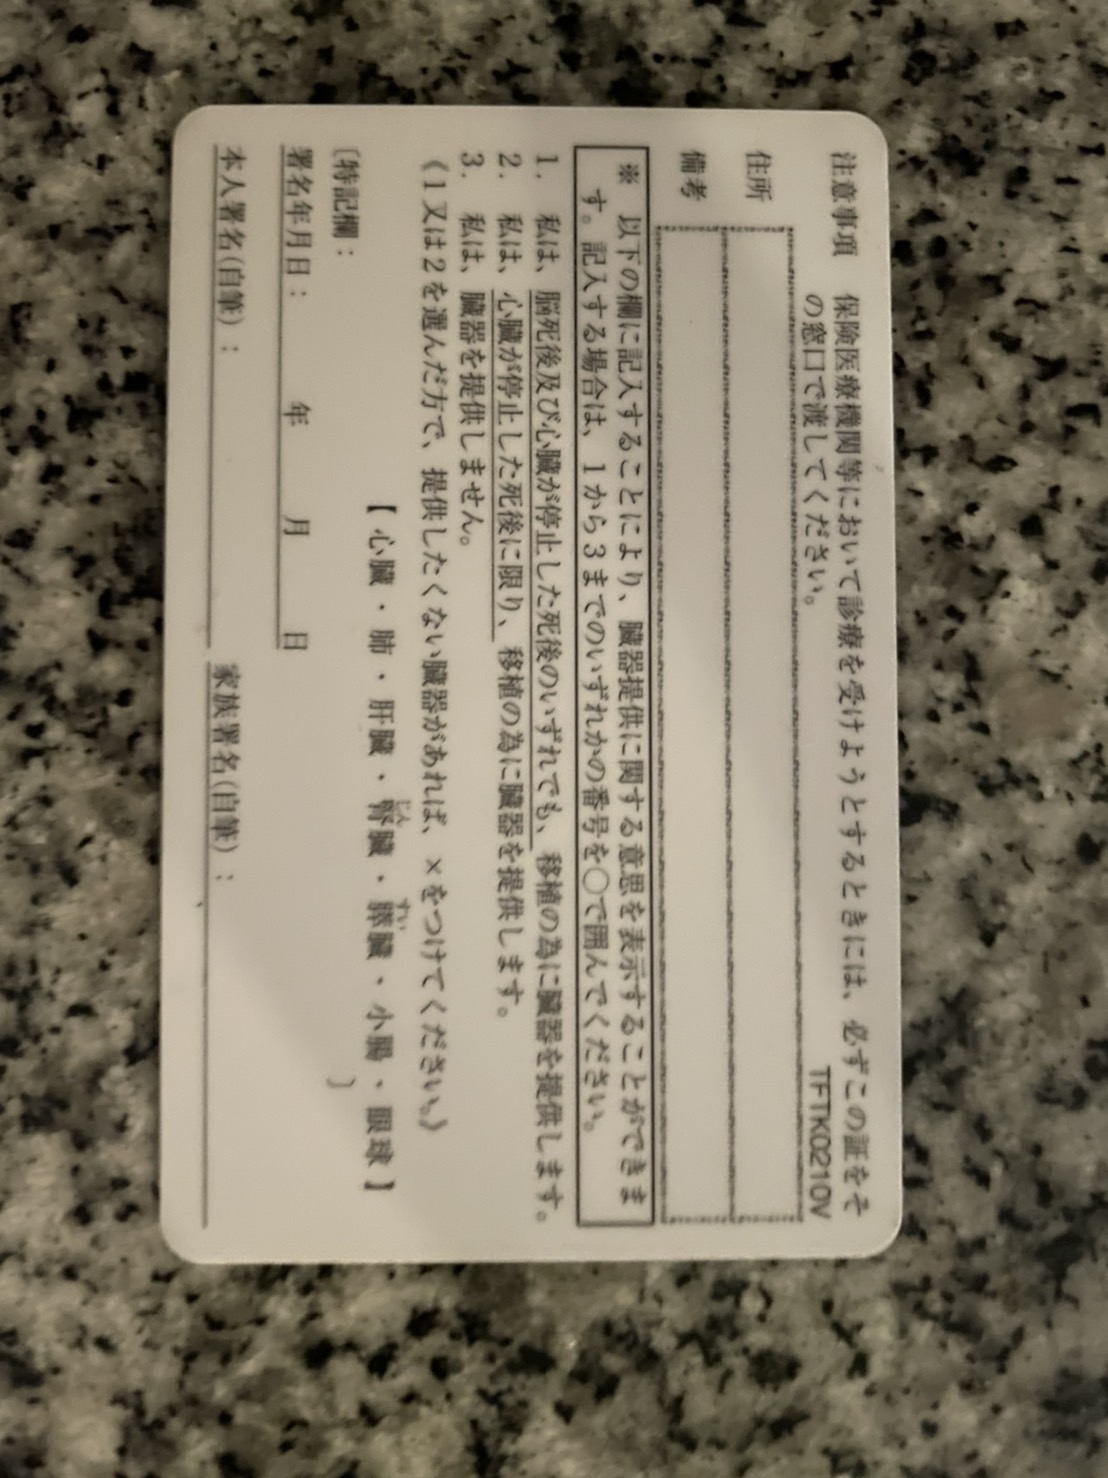 注意事項 保険医療機関等において診療を受けようとするときには、必ずこの証をそ
の窓口で渡してください。 TFTK0210V
住所
備考
※ 以下の欄に記入することにより、臓器提供に関する意思を表示することができま
す。記入する場合は、1から3までのいずれかの番号を○で囲んでください。
1. 私は、脳死後及び心臓が停止した死後のいずれでも、移植の為に臓器を提供します。
2. 私は、心臓が停止した死後に限り、移植の為に臓器を提供します。
3. 私は、臓器を提供しません。
《1又は2を選んだ方で、提供したくない臓器があれば、×をつけてください。》
じん すい
【 心臓・肺・肝臓・腎臓・膵臓・小腸・眼球 】
〔特記欄: 〕
署名年月日: 年 月 日
本人署名(自筆): 家族署名(自筆):